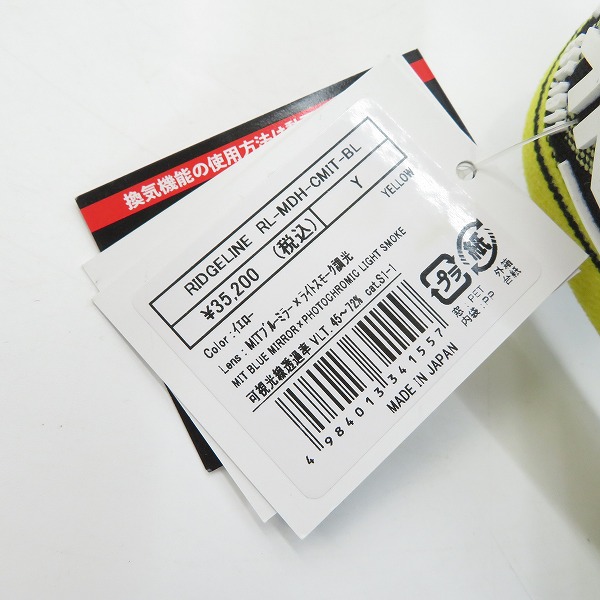 換気機能の使用方法は動
RIDGELINE RL-MDH-CMIT-BL
¥35,200 (税込) Y
Color : イエロー YELLOW
Lens : MITブルーミラー×ライトスモーク調光
MIT BLUE MIRROR×PHOTOCHROMIC LIGHT SMOKE
可視光線透過率 VLT. 45〜72% cat.S1-1
4984013341557
MADE IN JAPAN
プラ
紙
外箱
台紙
窓 PET
内袋 PP